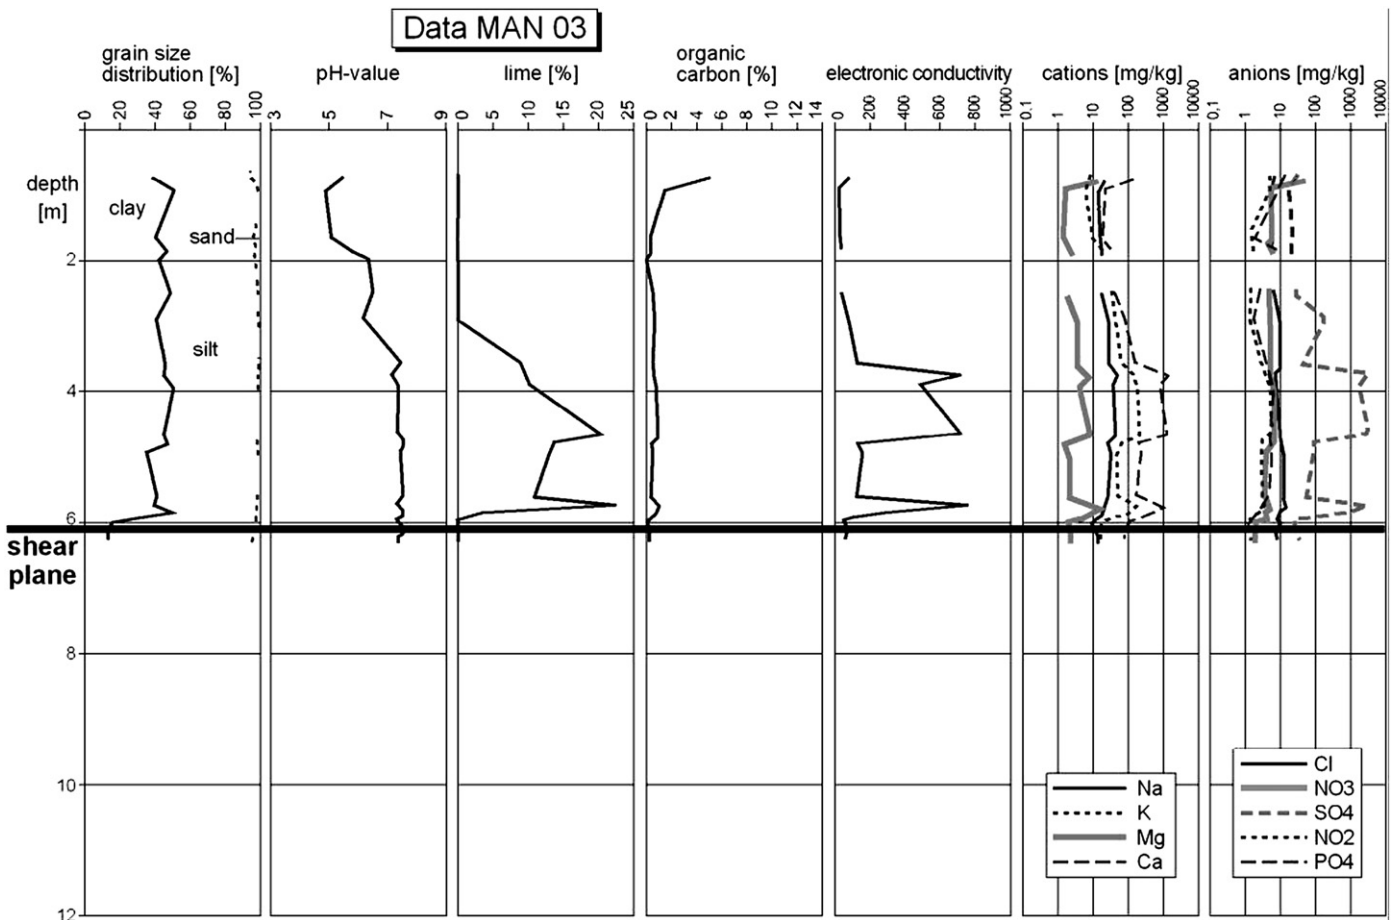 Data MAN 03
grain size
distribution [%]
pH-value
lime [%]
organic
carbon [%]
electronic conductivity
cations [mg/kg]
anions [mg/kg]
0 20 40 60 80 100
3 5 7 9
0 5 10 15 20 25
0 2 4 6 8 10 12 14
0 200 400 600 800 1000
0,1 1 10 100 1000 10000
0,1 1 10 100 1000 10000
depth
[m]
clay
sand
2
silt
4
6
shear
plane
8
10
12
Na
K
Mg
Ca
Cl
NO3
SO4
NO2
PO4